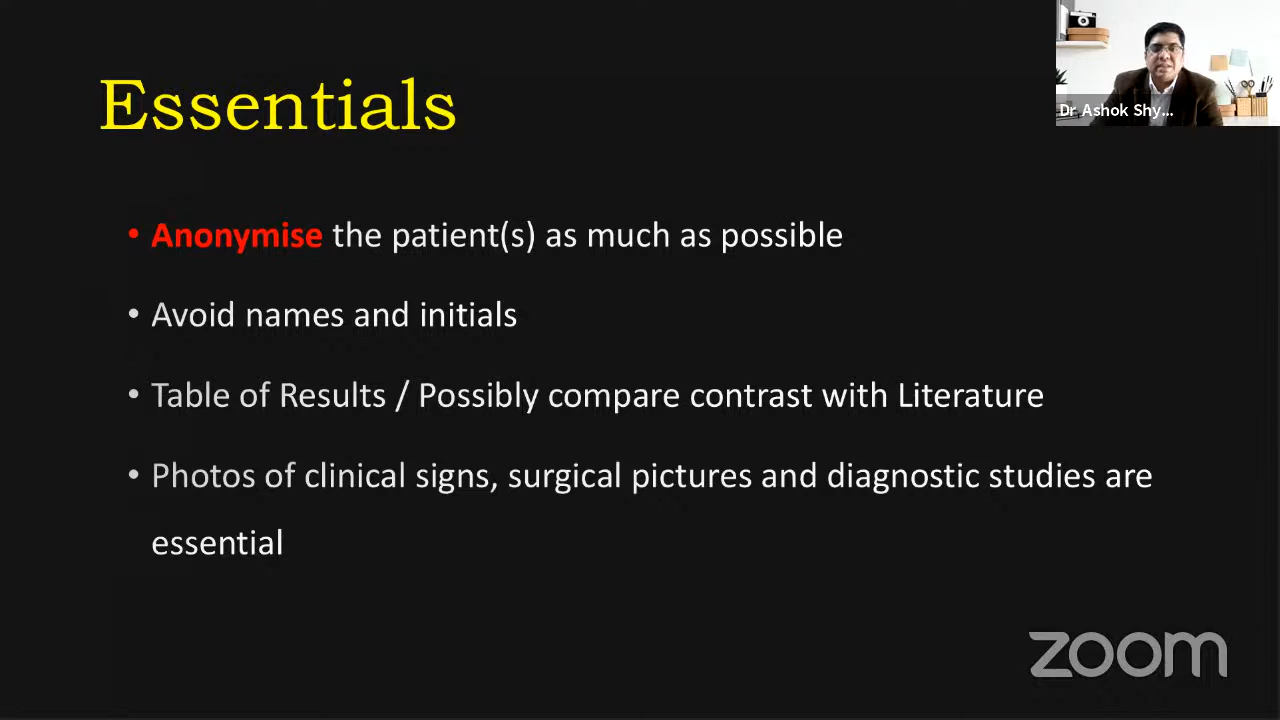 Dr Ashok Shy...
Essentials
• Anonymise the patient(s) as much as possible
• Avoid names and initials
• Table of Results / Possibly compare contrast with Literature
• Photos of clinical signs, surgical pictures and diagnostic studies are
essential
zoom